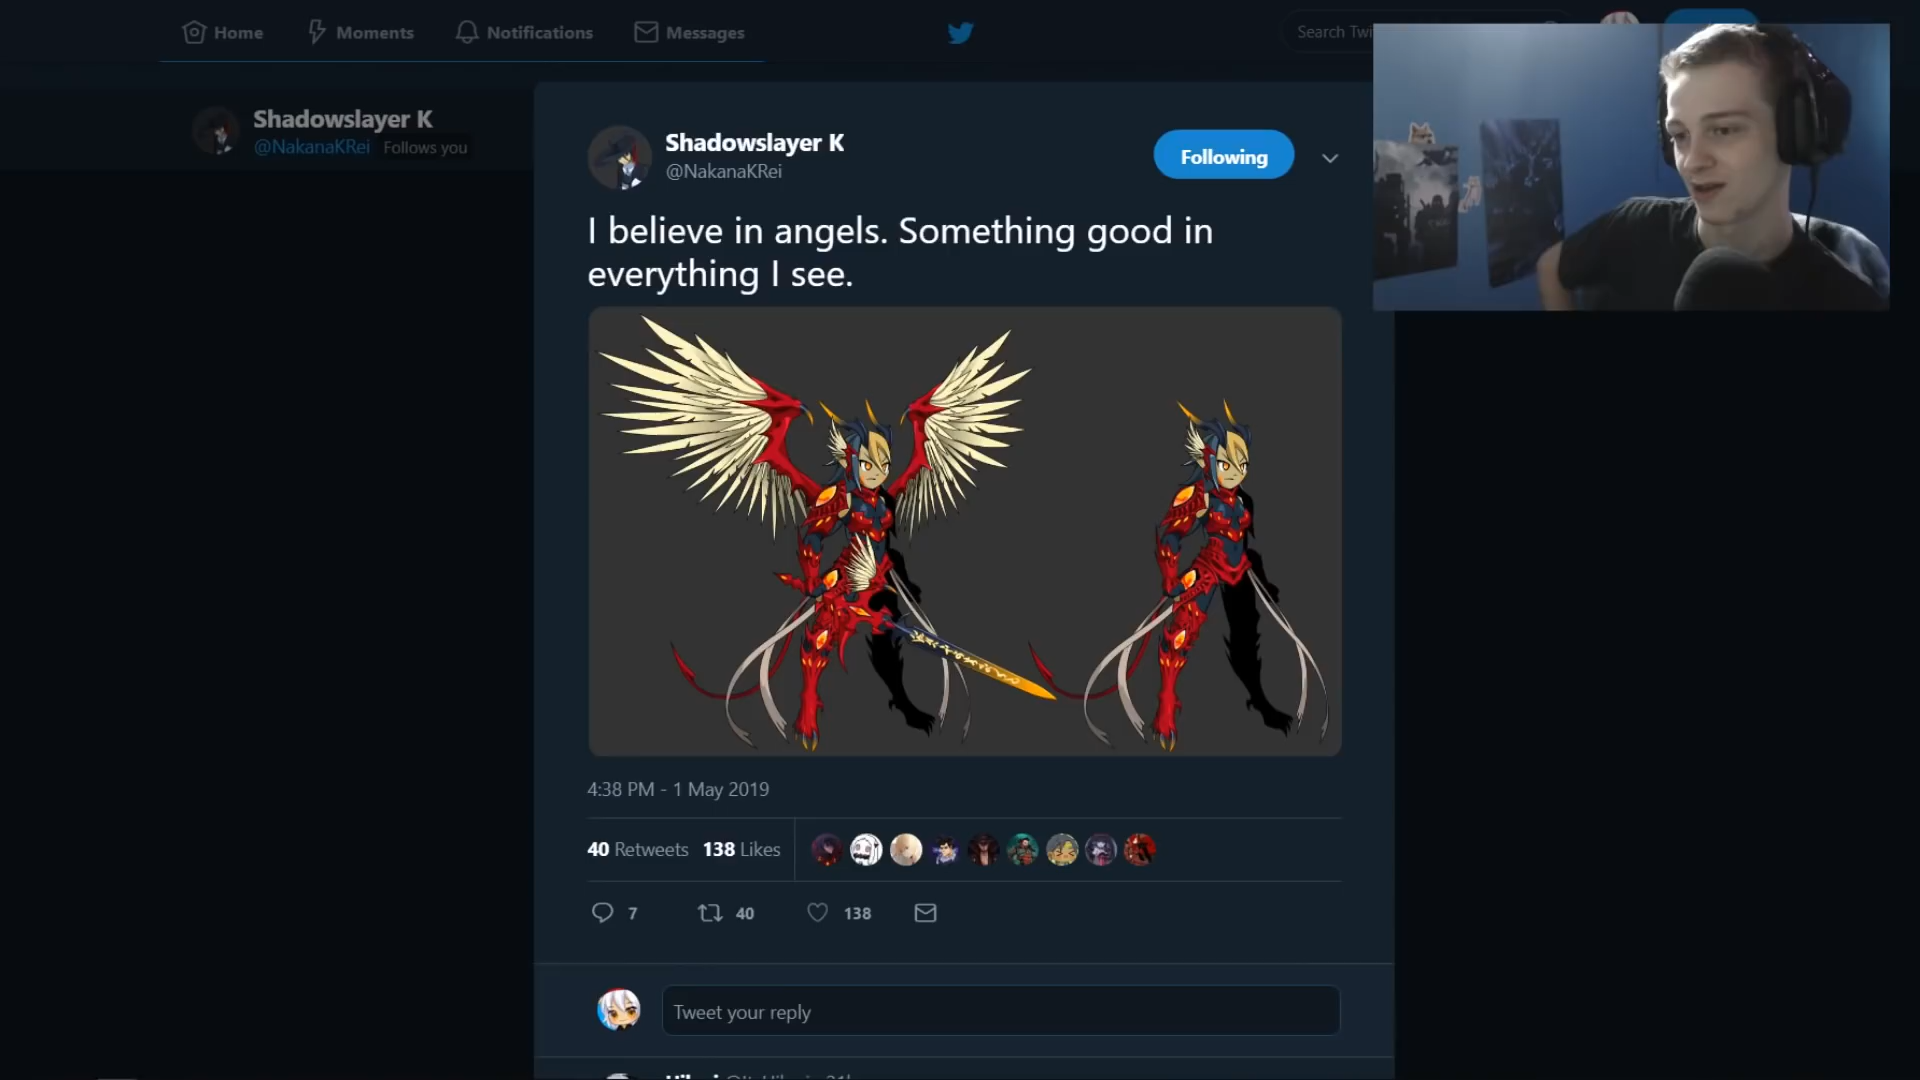 Home
Moments
Notifications
Messages
Shadowslayer K
@NakanaKRei Follows you
Shadowslayer K
@NakanaKRei
Following
I believe in angels. Something good in
everything I see.
4:38 PM - 1 May 2019
40 Retweets 138 Likes
7 40 138
Tweet your reply